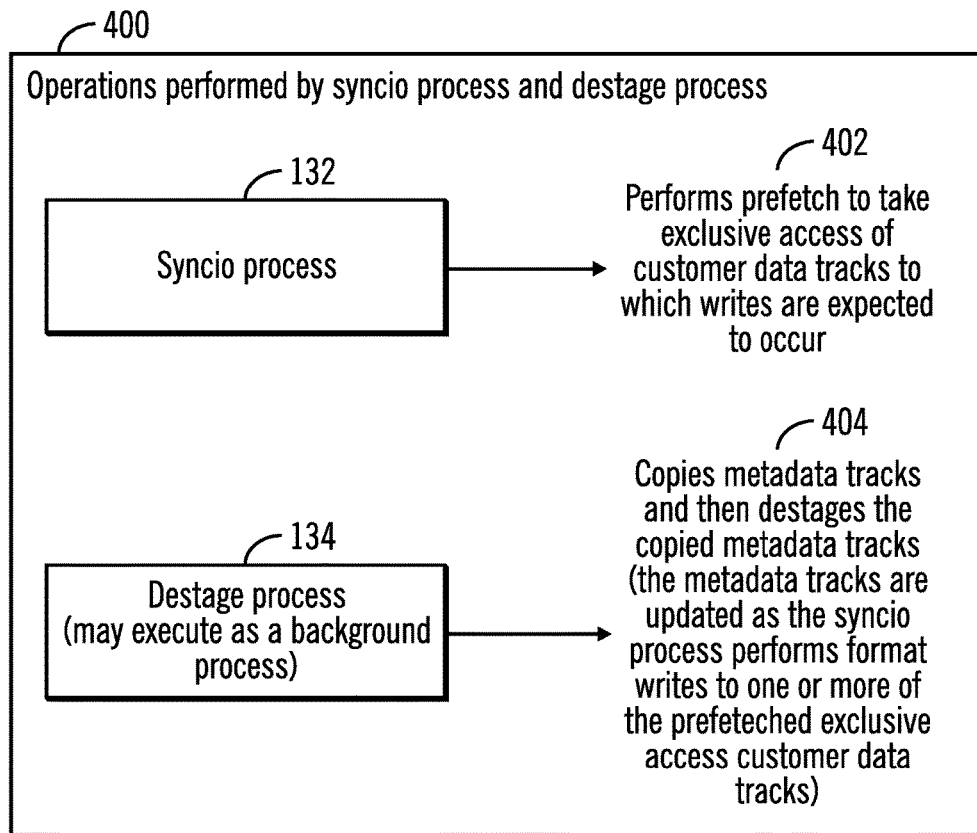 400
Operations performed by syncio process and destage process
132
Syncio process
402
Performs prefetch to take
exclusive access of
customer data tracks to
which writes are expected
to occur
134
Destage process
(may execute as a background
process)
404
Copies metadata tracks
and then destages the
copied metadata tracks
(the metadata tracks are
updated as the syncio
process performs format
writes to one or more of
the prefeteched exclusive
access customer data
tracks)